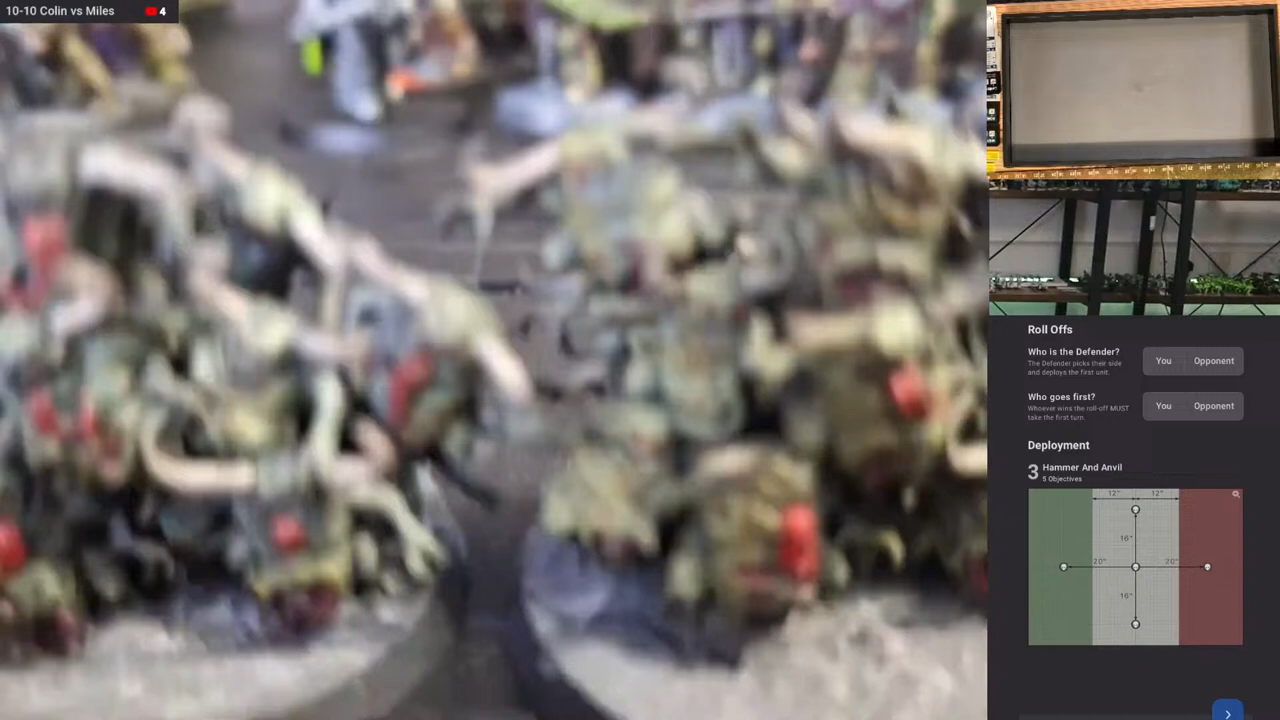 10-10 Colin vs Miles
4
Roll Offs
Who is the Defender?
The Defender picks their side
and deploys the first unit.
You
Opponent
Who goes first?
Whoever wins the roll-off MUST
take the first turn.
You
Opponent
Deployment
3 Hammer And Anvil
5 Objectives
12" 12"
16"
20" 20"
16"